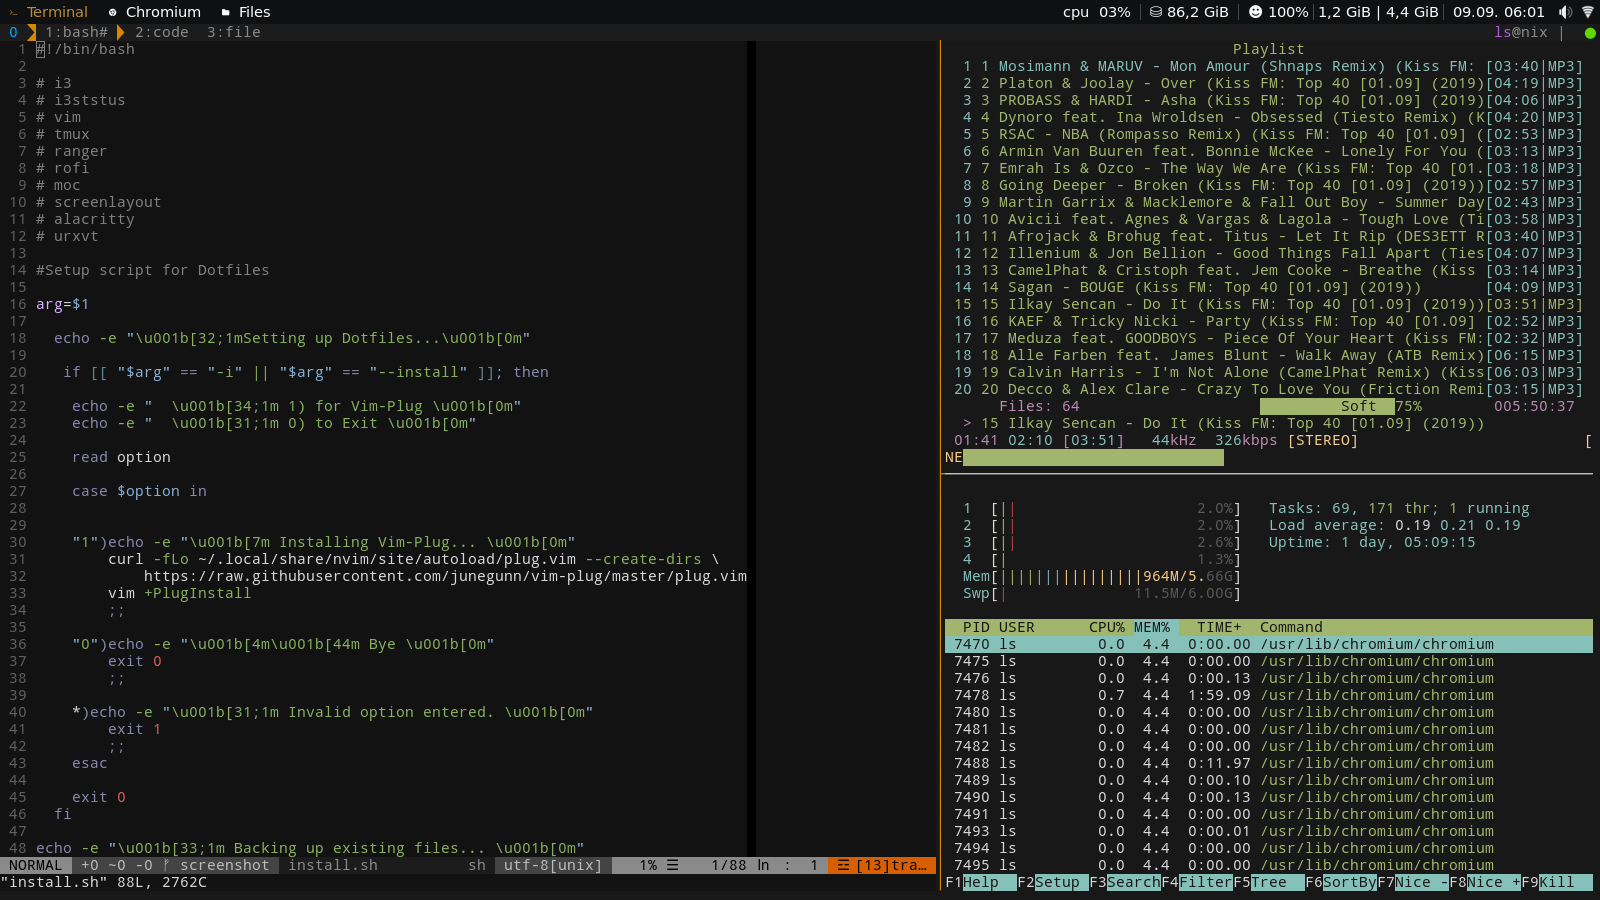 Terminal Chromium Files cpu 03% 86,2 GiB 100% 1,2 GiB | 4,4 GiB 09.09. 06:01
0 1:bash# 2:code 3:file ls@nix |
1 #!/bin/bash
2
3 # i3
4 # i3ststus
5 # vim
6 # tmux
7 # ranger
8 # rofi
9 # moc
10 # screenlayout
11 # alacritty
12 # urxvt
13
14 #Setup script for Dotfiles
15
16 arg=$1
17
18 echo -e "\u001b[32;1mSetting up Dotfiles...\u001b[0m"
19
20 if [[ "$arg" == "-i" || "$arg" == "--install" ]]; then
21
22 echo -e "  \u001b[34;1m 1) for Vim-Plug \u001b[0m"
23 echo -e "  \u001b[31;1m 0) to Exit \u001b[0m"
24
25 read option
26
27 case $option in
28
29
30 "1")echo -e "\u001b[7m Installing Vim-Plug... \u001b[0m"
31 curl -fLo ~/.local/share/nvim/site/autoload/plug.vim --create-dirs \
32 https://raw.githubusercontent.com/junegunn/vim-plug/master/plug.vim
33 vim +PlugInstall
34 ;;
35
36 "0")echo -e "\u001b[4m\u001b[44m Bye \u001b[0m"
37 exit 0
38 ;;
39
40 *)echo -e "\u001b[31;1m Invalid option entered. \u001b[0m"
41 exit 1
42 ;;
43 esac
44
45 exit 0
46 fi
47
48 echo -e "\u001b[33;1m Backing up existing files... \u001b[0m"
NORMAL +0 ~0 -0 screenshot install.sh sh utf-8[unix] 1% ☰ 1/88 ln : 1 ☲ [13]tra…
"install.sh" 88L, 2762C
Playlist
1 1 Mosimann & MARUV - Mon Amour (Shnaps Remix) (Kiss FM: [03:40|MP3]
2 2 Platon & Joolay - Over (Kiss FM: Top 40 [01.09] (2019)[04:19|MP3]
3 3 PROBASS & HARDI - Asha (Kiss FM: Top 40 [01.09] (2019)[04:06|MP3]
4 4 Dynoro feat. Ina Wroldsen - Obsessed (Tiesto Remix) (K[04:20|MP3]
5 5 RSAC - NBA (Rompasso Remix) (Kiss FM: Top 40 [01.09] ([02:53|MP3]
6 6 Armin Van Buuren feat. Bonnie McKee - Lonely For You ([03:13|MP3]
7 7 Emrah Is & Ozco - The Way We Are (Kiss FM: Top 40 [01.[03:18|MP3]
8 8 Going Deeper - Broken (Kiss FM: Top 40 [01.09] (2019))[02:57|MP3]
9 9 Martin Garrix & Macklemore & Fall Out Boy - Summer Day[02:43|MP3]
10 10 Avicii feat. Agnes & Vargas & Lagola - Tough Love (Ti[03:58|MP3]
11 11 Afrojack & Brohug feat. Titus - Let It Rip (DES3ETT R[03:40|MP3]
12 12 Illenium & Jon Bellion - Good Things Fall Apart (Ties[04:07|MP3]
13 13 CamelPhat & Cristoph feat. Jem Cooke - Breathe (Kiss [03:14|MP3]
14 14 Sagan - BOUGE (Kiss FM: Top 40 [01.09] (2019)) [04:09|MP3]
15 15 Ilkay Sencan - Do It (Kiss FM: Top 40 [01.09] (2019))[03:51|MP3]
16 16 KAEF & Tricky Nicki - Party (Kiss FM: Top 40 [01.09] [02:52|MP3]
17 17 Meduza feat. GOODBOYS - Piece Of Your Heart (Kiss FM:[02:32|MP3]
18 18 Alle Farben feat. James Blunt - Walk Away (ATB Remix)[06:15|MP3]
19 19 Calvin Harris - I'm Not Alone (CamelPhat Remix) (Kiss[06:03|MP3]
20 20 Decco & Alex Clare - Crazy To Love You (Friction Remi[03:15|MP3]
Files: 64 Soft 75% 005:50:37
> 15 Ilkay Sencan - Do It (Kiss FM: Top 40 [01.09] (2019))
01:41 02:10 [03:51] 44kHz 326kbps [STEREO] [
NE
1 [|| 2.0%] Tasks: 69, 171 thr; 1 running
2 [|| 2.0%] Load average: 0.19 0.21 0.19
3 [|| 2.6%] Uptime: 1 day, 05:09:15
4 [| 1.3%]
Mem[||||||||||||||||964M/5.66G]
Swp[| 11.5M/6.00G]
PID USER CPU% MEM% TIME+ Command
7470 ls 0.0 4.4 0:00.00 /usr/lib/chromium/chromium
7475 ls 0.0 4.4 0:00.00 /usr/lib/chromium/chromium
7476 ls 0.0 4.4 0:00.13 /usr/lib/chromium/chromium
7478 ls 0.7 4.4 1:59.09 /usr/lib/chromium/chromium
7480 ls 0.0 4.4 0:00.00 /usr/lib/chromium/chromium
7481 ls 0.0 4.4 0:00.00 /usr/lib/chromium/chromium
7482 ls 0.0 4.4 0:00.00 /usr/lib/chromium/chromium
7488 ls 0.0 4.4 0:11.97 /usr/lib/chromium/chromium
7489 ls 0.0 4.4 0:00.10 /usr/lib/chromium/chromium
7490 ls 0.0 4.4 0:00.13 /usr/lib/chromium/chromium
7491 ls 0.0 4.4 0:00.00 /usr/lib/chromium/chromium
7493 ls 0.0 4.4 0:00.01 /usr/lib/chromium/chromium
7494 ls 0.0 4.4 0:00.00 /usr/lib/chromium/chromium
7495 ls 0.0 4.4 0:00.00 /usr/lib/chromium/chromium
F1Help F2Setup F3SearchF4FilterF5Tree F6SortByF7Nice -F8Nice +F9Kill